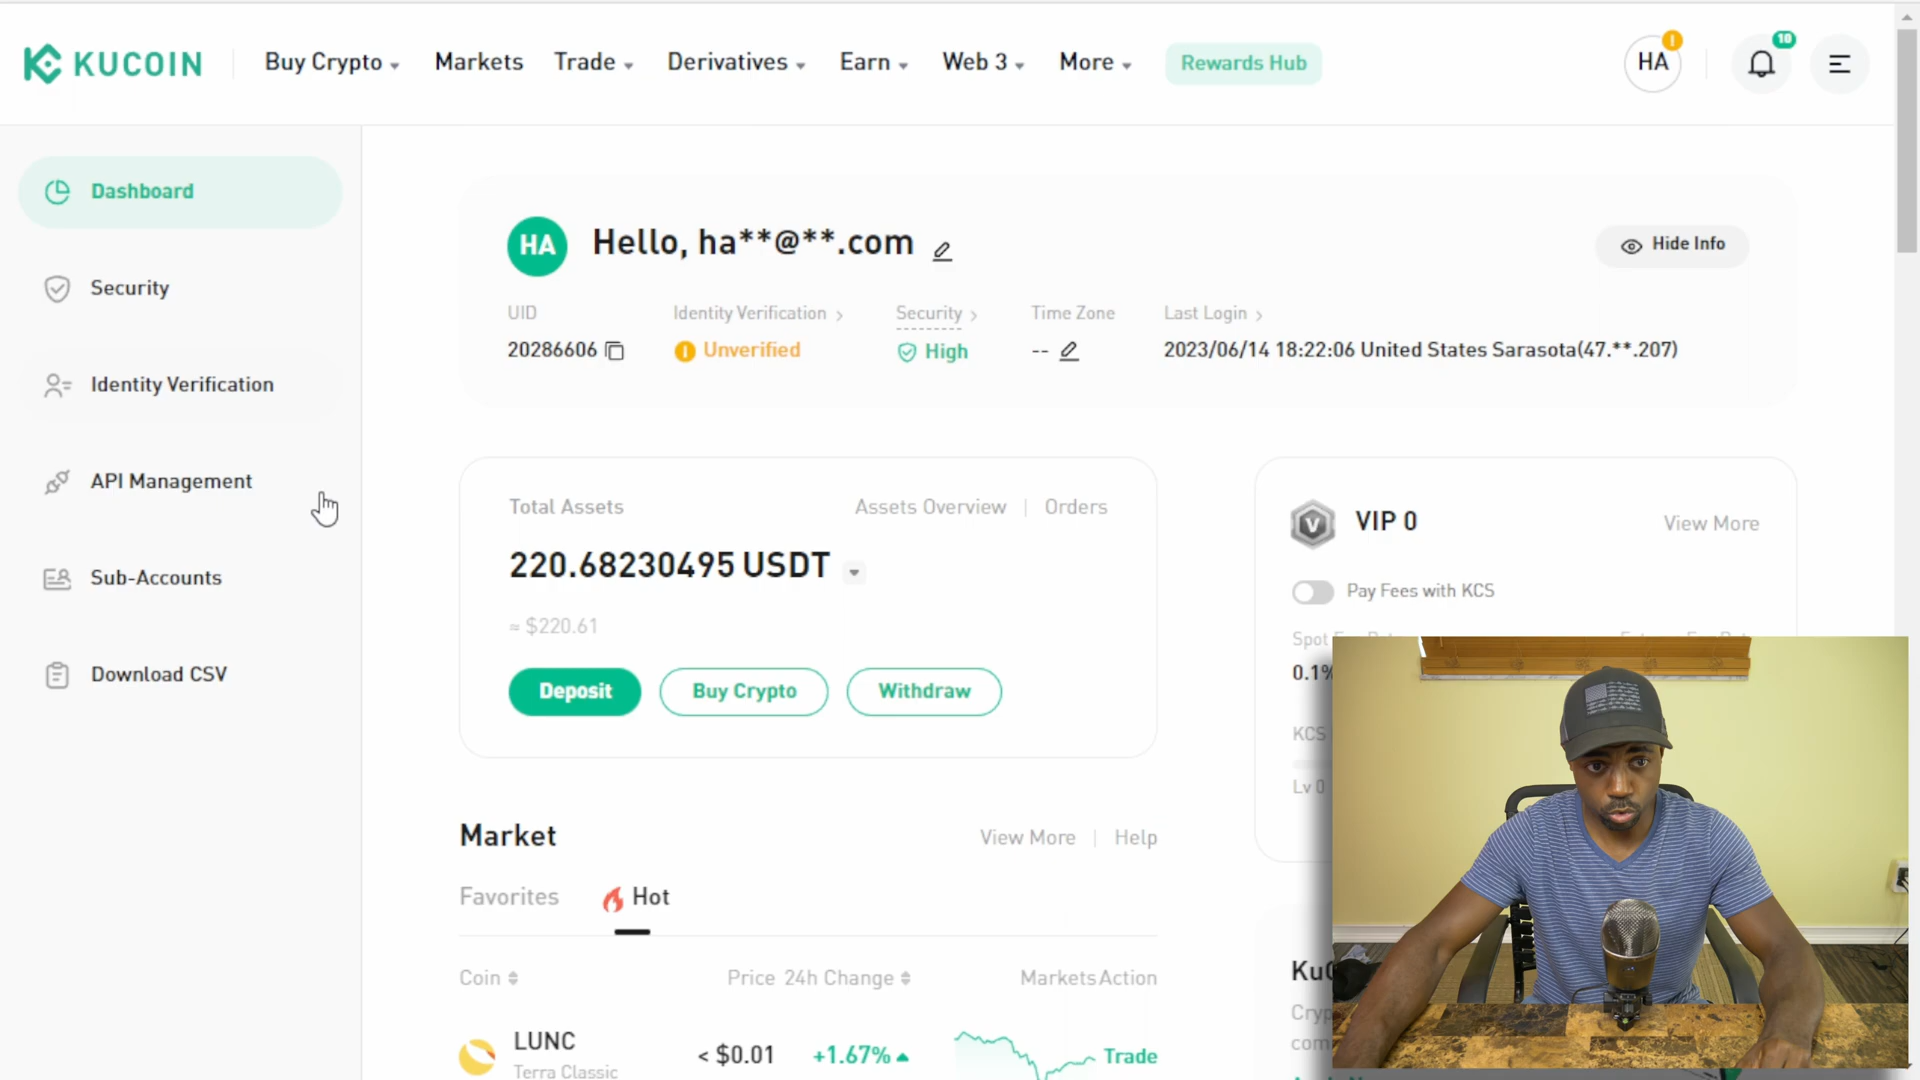 KUCOIN
Buy Crypto
Markets
Trade
Derivatives
Earn
Web 3
More
Rewards Hub
HA
10
Dashboard
Security
Identity Verification
API Management
Sub-Accounts
Download CSV
HA
Hello, ha**@**.com
Hide Info
UID
Identity Verification
Security
Time Zone
Last Login
20286606
Unverified
High
--
2023/06/14 18:22:06 United States Sarasota(47.**.207)
Total Assets
Assets Overview
Orders
220.68230495 USDT
≈ $220.61
Deposit
Buy Crypto
Withdraw
VIP 0
View More
Pay Fees with KCS
Spot
0.1%
KCS
Lv 0
Market
View More
Help
Favorites
Hot
Coin
Price
24h Change
Markets
Action
LUNC
Terra Classic
< $0.01
+1.67%
Trade